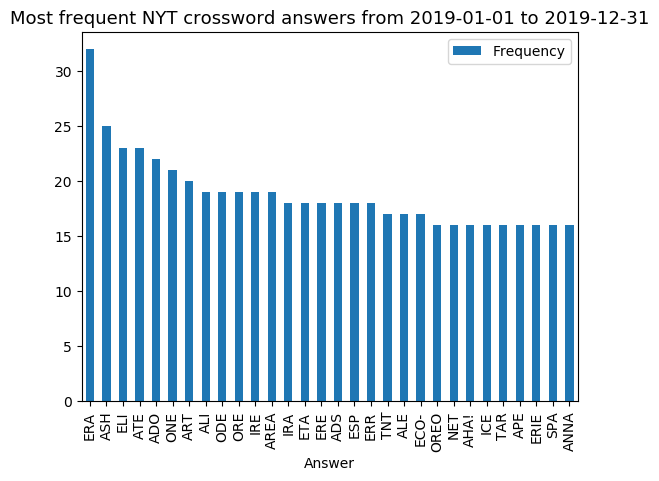 Most frequent NYT crossword answers from 2019-01-01 to 2019-12-31
Frequency
30
25
20
15
10
5
0
ERA
ASH
ELI
ATE
ADO
ONE
ART
ALI
ODE
ORE
IRE
AREA
IRA
ETA
ERE
ADS
ESP
ERR
TNT
ALE
ECO-
OREO
NET
AHA!
ICE
TAR
APE
ERIE
SPA
ANNA
Answer